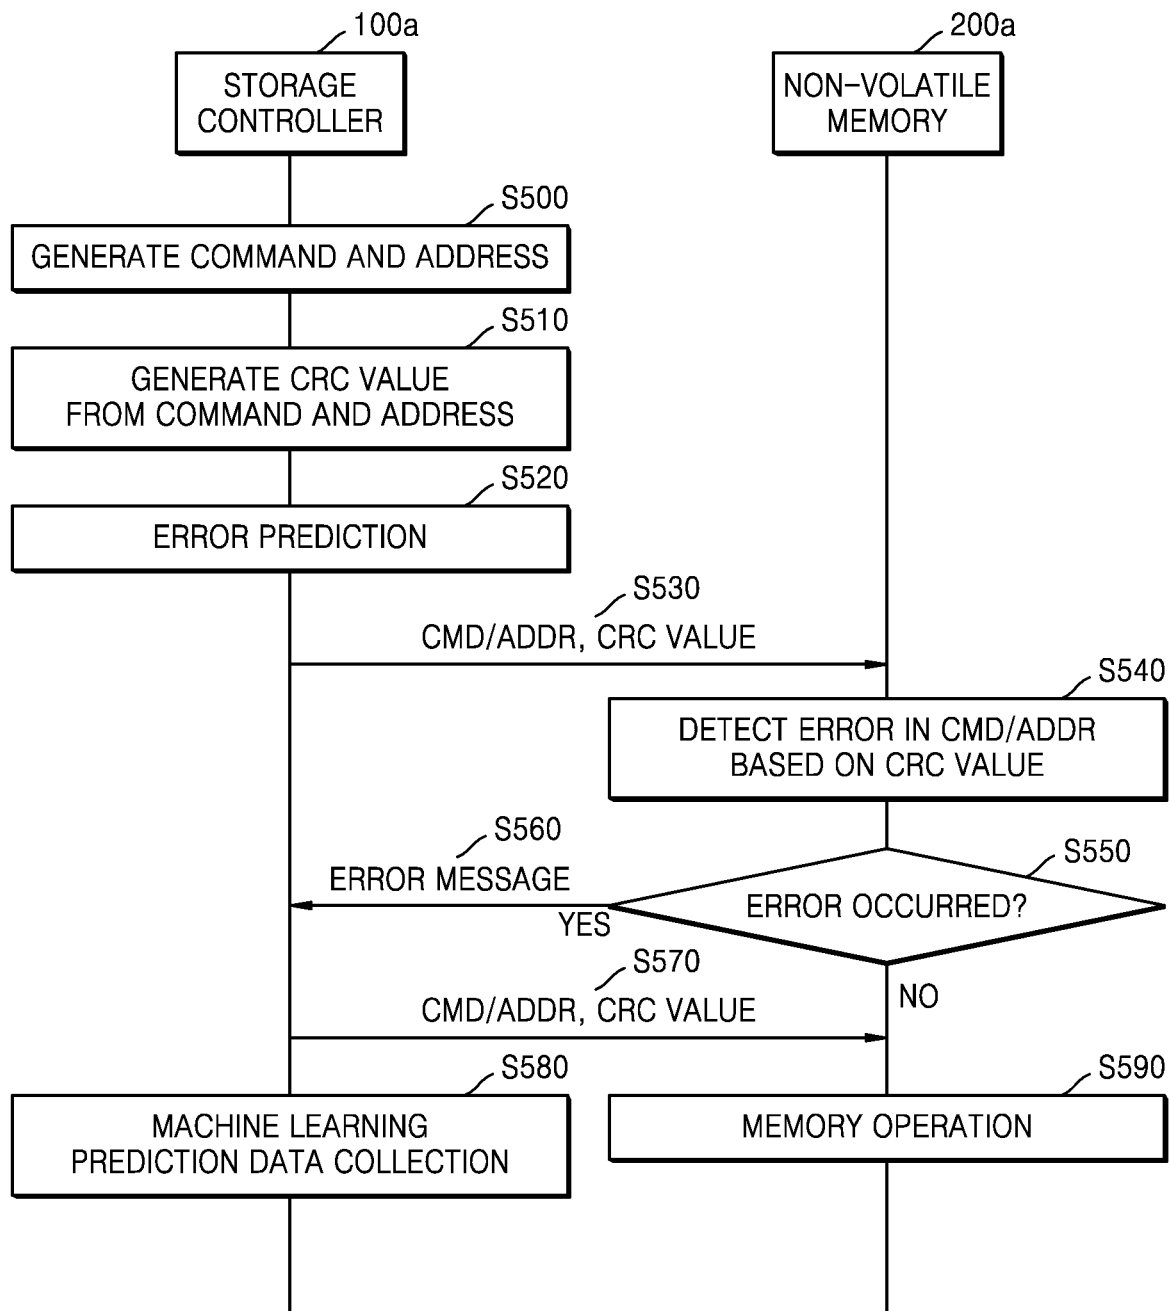 100a
STORAGE
CONTROLLER
200a
NON-VOLATILE
MEMORY
S500
GENERATE COMMAND AND ADDRESS
S510
GENERATE CRC VALUE
FROM COMMAND AND ADDRESS
S520
ERROR PREDICTION
S530
CMD/ADDR, CRC VALUE
S540
DETECT ERROR IN CMD/ADDR
BASED ON CRC VALUE
S550
ERROR OCCURRED?
S560
ERROR MESSAGE
YES
NO
S570
CMD/ADDR, CRC VALUE
S580
MACHINE LEARNING
PREDICTION DATA COLLECTION
S590
MEMORY OPERATION